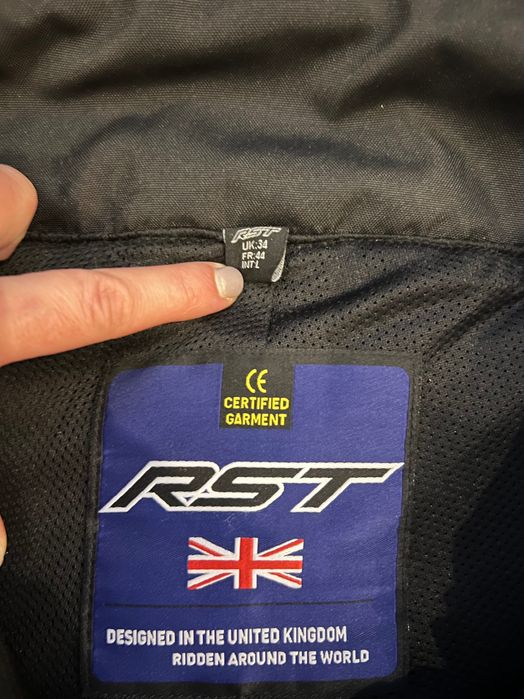 RST
UK:34
FR:44
INT:L
CE
CERTIFIED
GARMENT
RST
DESIGNED IN THE UNITED KINGDOM
RIDDEN AROUND THE WORLD